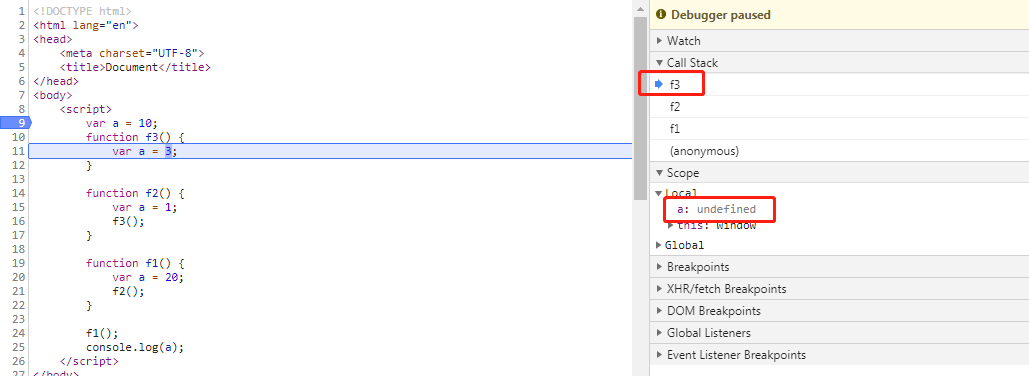 1 <!DOCTYPE html>
2 <html lang="en">
3 <head>
4     <meta charset="UTF-8">
5     <title>Document</title>
6 </head>
7 <body>
8     <script>
9         var a = 10;
10         function f3() {
11             var a = 3;
12         }
13
14         function f2() {
15             var a = 1;
16             f3();
17         }
18
19         function f1() {
20             var a = 20;
21             f2();
22         }
23
24         f1();
25         console.log(a);
26     </script>
27 </body>
Debugger paused
Watch
Call Stack
f3
f2
f1
(anonymous)
Scope
Local
a: undefined
this: Window
Global
Breakpoints
XHR/fetch Breakpoints
DOM Breakpoints
Global Listeners
Event Listener Breakpoints